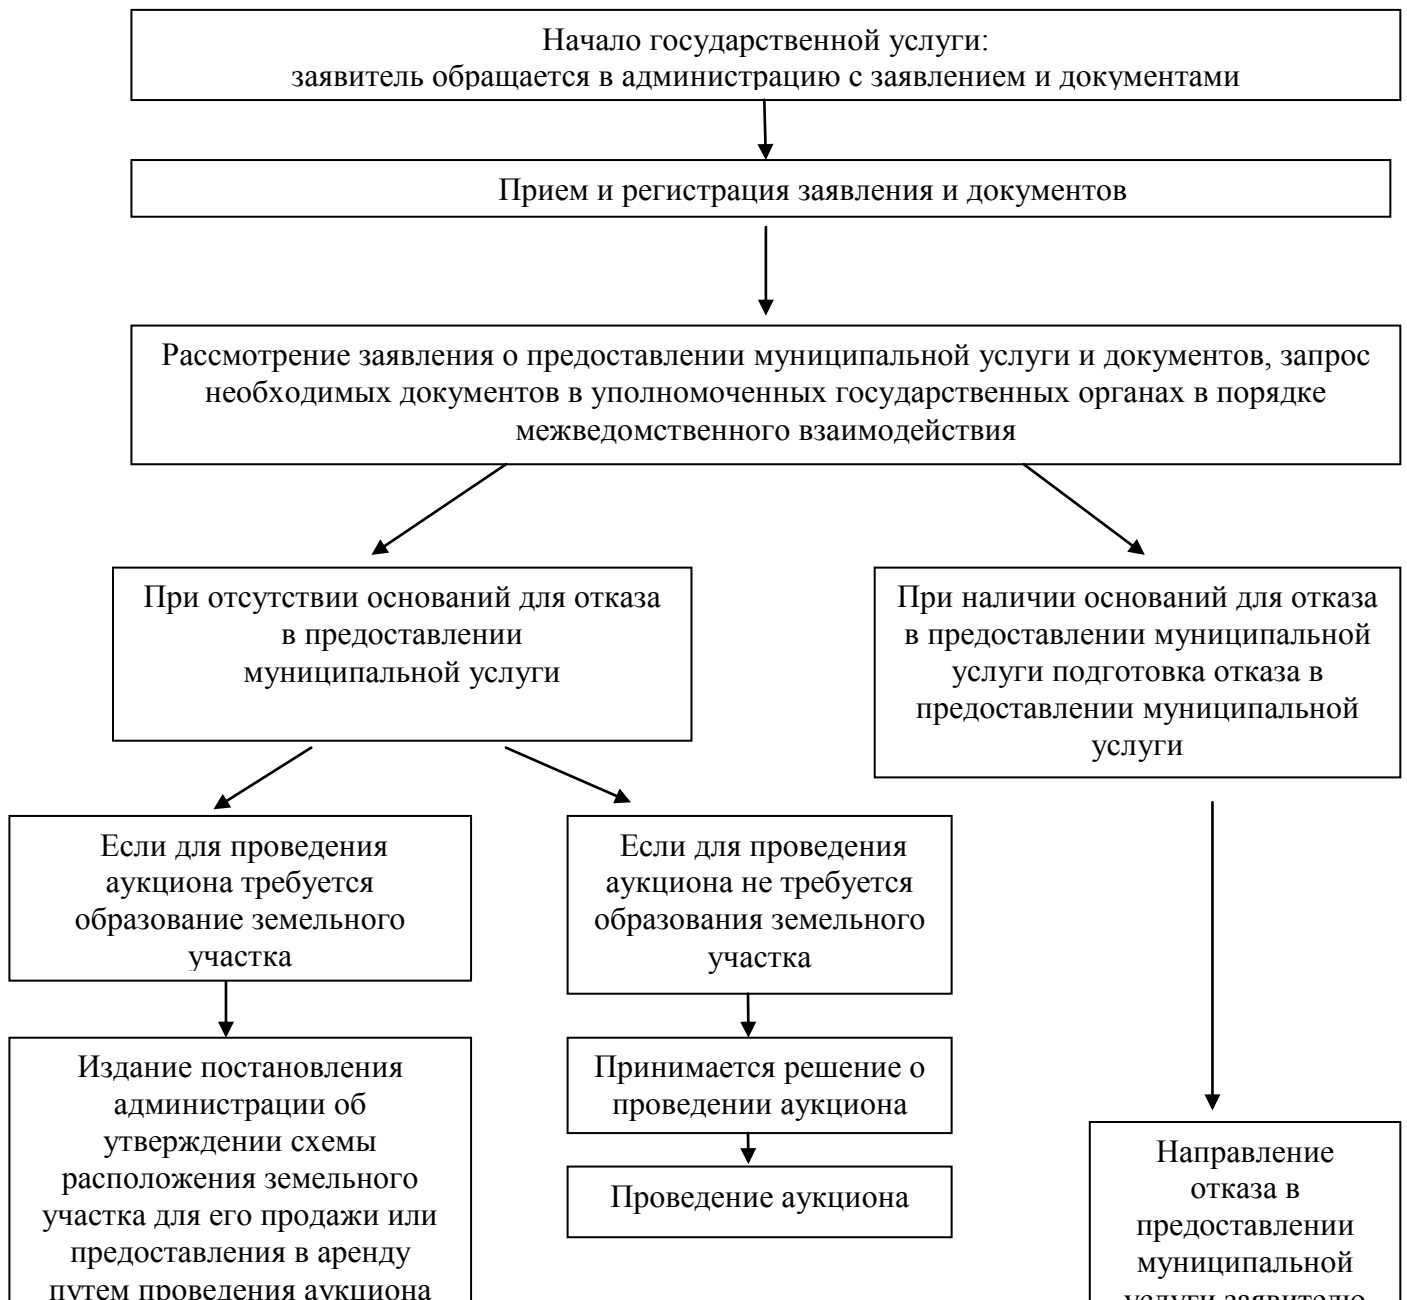 Начало государственной услуги:
заявитель обращается в администрацию с заявлением и документами
Прием и регистрация заявления и документов
Рассмотрение заявления о предоставлении муниципальной услуги и документов, запрос
необходимых документов в уполномоченных государственных органах в порядке
межведомственного взаимодействия
При отсутствии оснований для отказа
в предоставлении
муниципальной услуги
При наличии оснований для отказа
в предоставлении муниципальной
услуги подготовка отказа в
предоставлении муниципальной
услуги
Если для проведения
аукциона требуется
образование земельного
участка
Если для проведения
аукциона не требуется
образования земельного
участка
Издание постановления
администрации об
утверждении схемы
расположения земельного
участка для его продажи или
предоставления в аренду
путем проведения аукциона
Принимается решение о
проведении аукциона
Проведение аукциона
Направление
отказа в
предоставлении
муниципальной
услуги заявителю